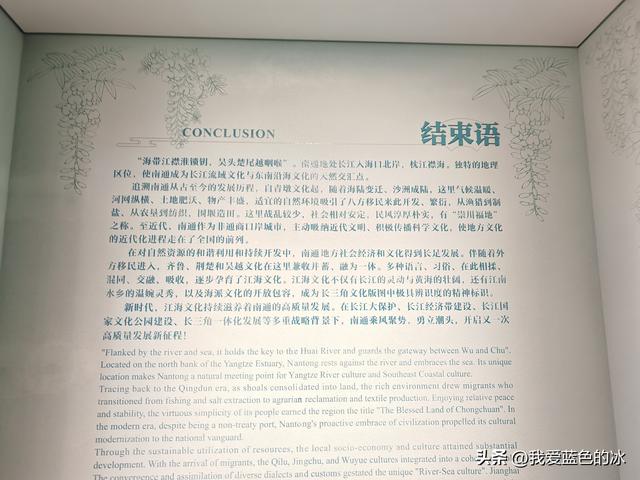 CONCLUSION
结束语
“海带江襟淮锁钥，吴头楚尾越咽喉”。南通地处长江入海口北岸，枕江襟海。独特的地理
区位，使南通成为长江流域文化与东南沿海文化的天然交汇点。
追溯南通从古至今的发展历程，自青墩文化起，随着海陆变迁、沙洲成陆，这里气候温暖、
河网纵横、土地肥沃、物产丰盛，适宜的自然环境吸引了八方移民来此开发、繁衍，从渔猎到制
盐、从农垦到纺织，围垦造田。这里战乱较少、社会相对安定，民风淳厚朴实，有“崇川福地”
之称。至近代，南通作为非通商口岸城市，主动吸纳近代文明、积极传播科学文化，使地方文化
的近代化进程走在了全国的前列。
在对自然资源的和谐利用和持续开发中，南通地方社会经济和文化得到长足发展。伴随着外
方移民进入，齐鲁、荆楚和吴越文化在这里兼收并蓄、融为一体。多种语言、习俗，在此相接、
混同、交融、吸收，逐步孕育了江海文化。江海文化不仅有长江的灵动与黄海的壮阔，还有江南
水乡的温婉灵秀，以及海派文化的开放包容，成为长三角文化版图中极具辨识度的精神标识。
新时代，江海文化持续滋养着南通的高质量发展。在长江大保护、长江经济带建设、长江国
家文化公园建设、长三角一体化发展等多重战略背景下，南通乘风聚势，勇立潮头，开启又一次
高质量发展新征程！
"Flanked by the river and sea, it holds the key to the Huai River and guards the gateway between Wu and Chu".
Located on the north bank of the Yangtze Estuary, Nantong rests against the river and embraces the sea. Its unique
location makes Nantong a natural meeting point for Yangtze River culture and Southeast Coastal culture.
Tracing back to the Qingdun era, as shoals consolidated into land, the rich environment drew migrants who
transitioned from fishing and salt extraction to agrarian reclamation and textile production. Enjoying relative peace
and stability, the virtuous simplicity of its people earned the region the title "The Blessed Land of Chongchuan". In
the modern era, despite being a non-treaty port, Nantong's proactive embrace of civilization propelled its cultural
modernization to the national vanguard.
Through the sustainable utilization of resources, the local socio-economy and culture attained substantial
development. With the arrival of migrants, the Qilu, Jingchu, and Wuyue cultures integrated into a
The convergence and assimilation of diverse dialects and customs gestated the unique "River-Sea culture". Jianghai
头条 @我爱蓝色的冰